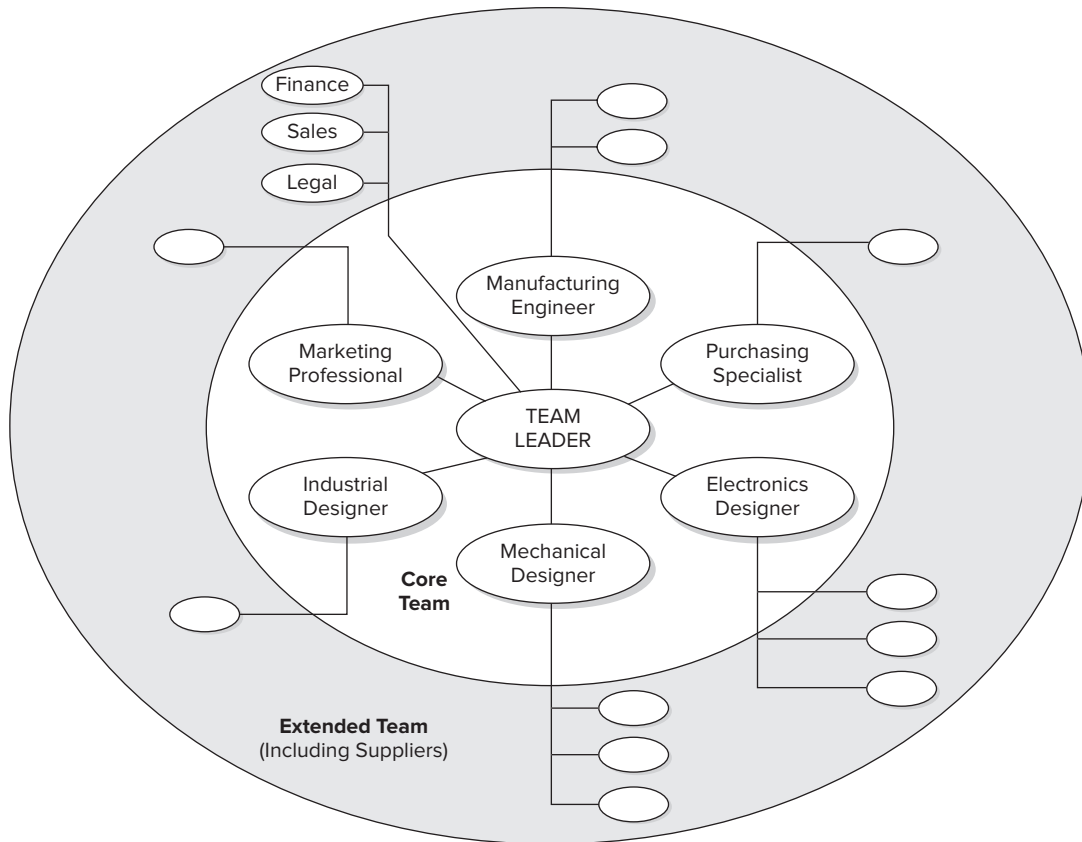 Finance
Sales
Legal
Manufacturing
Engineer
Marketing
Professional
Purchasing
Specialist
TEAM
LEADER
Industrial
Designer
Electronics
Designer
Mechanical
Designer
Core
Team
Extended Team
(Including Suppliers)